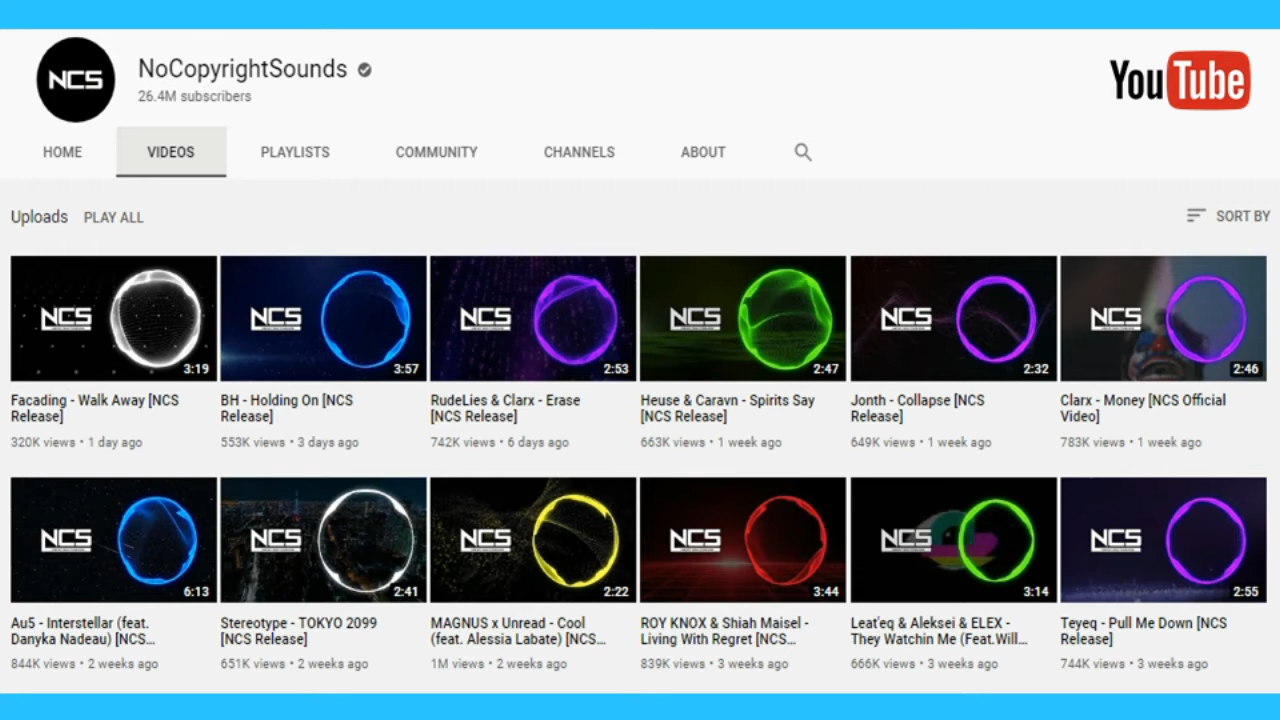 NCS
NoCopyrightSounds
26.4M subscribers
YouTube
HOME VIDEOS PLAYLISTS COMMUNITY CHANNELS ABOUT
Uploads PLAY ALL SORT BY
NCS NCS NCS NCS NCS NCS
3:19 3:57 2:53 2:47 2:32 2:46
Facading - Walk Away [NCS
Release]
320K views • 1 day ago
BH - Holding On [NCS
Release]
553K views • 3 days ago
RudeLies & Clarx - Erase
[NCS Release]
742K views • 6 days ago
Heuse & Caravn - Spirits Say
[NCS Release]
663K views • 1 week ago
Jonth - Collapse [NCS
Release]
649K views • 1 week ago
Clarx - Money [NCS Official
Video]
783K views • 1 week ago
NCS NCS NCS NCS NCS NCS
6:13 2:41 2:22 3:44 3:14 2:55
Au5 - Interstellar (feat.
Danyka Nadeau) [NCS...
844K views • 2 weeks ago
Stereotype - TOKYO 2099
[NCS Release]
651K views • 2 weeks ago
MAGNUS x Unread - Cool
(feat. Alessia Labate) [NCS...
1M views • 2 weeks ago
ROY KNOX & Shiah Maisel -
Living With Regret [NCS...
839K views • 3 weeks ago
Leat'eq & Aleksei & ELEX -
They Watchin Me (Feat.Will...
666K views • 3 weeks ago
Teyeq - Pull Me Down [NCS
Release]
744K views • 3 weeks ago